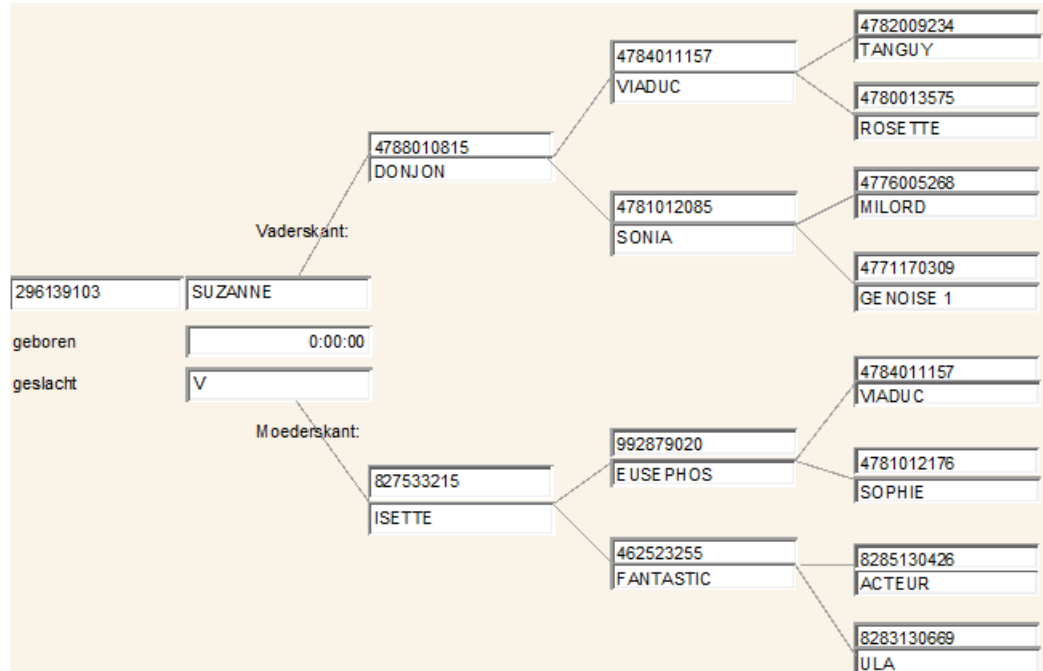 4782009234
TANGUY
4784011157
VIADUC
4780013575
ROSETTE
4788010815
DONJON
4776005268
MILORD
4781012085
SONIA
Vaderskant:
4771170309
GENOISE 1
296139103 SUZANNE
geboren 0:00:00
geslacht V
4784011157
VIADUC
Moederskant:
992879020
EUSEPHOS
4781012176
SOPHIE
827533215
ISETTE
462523255
FANTASTIC
8285130426
ACTEUR
8283130669
ULA